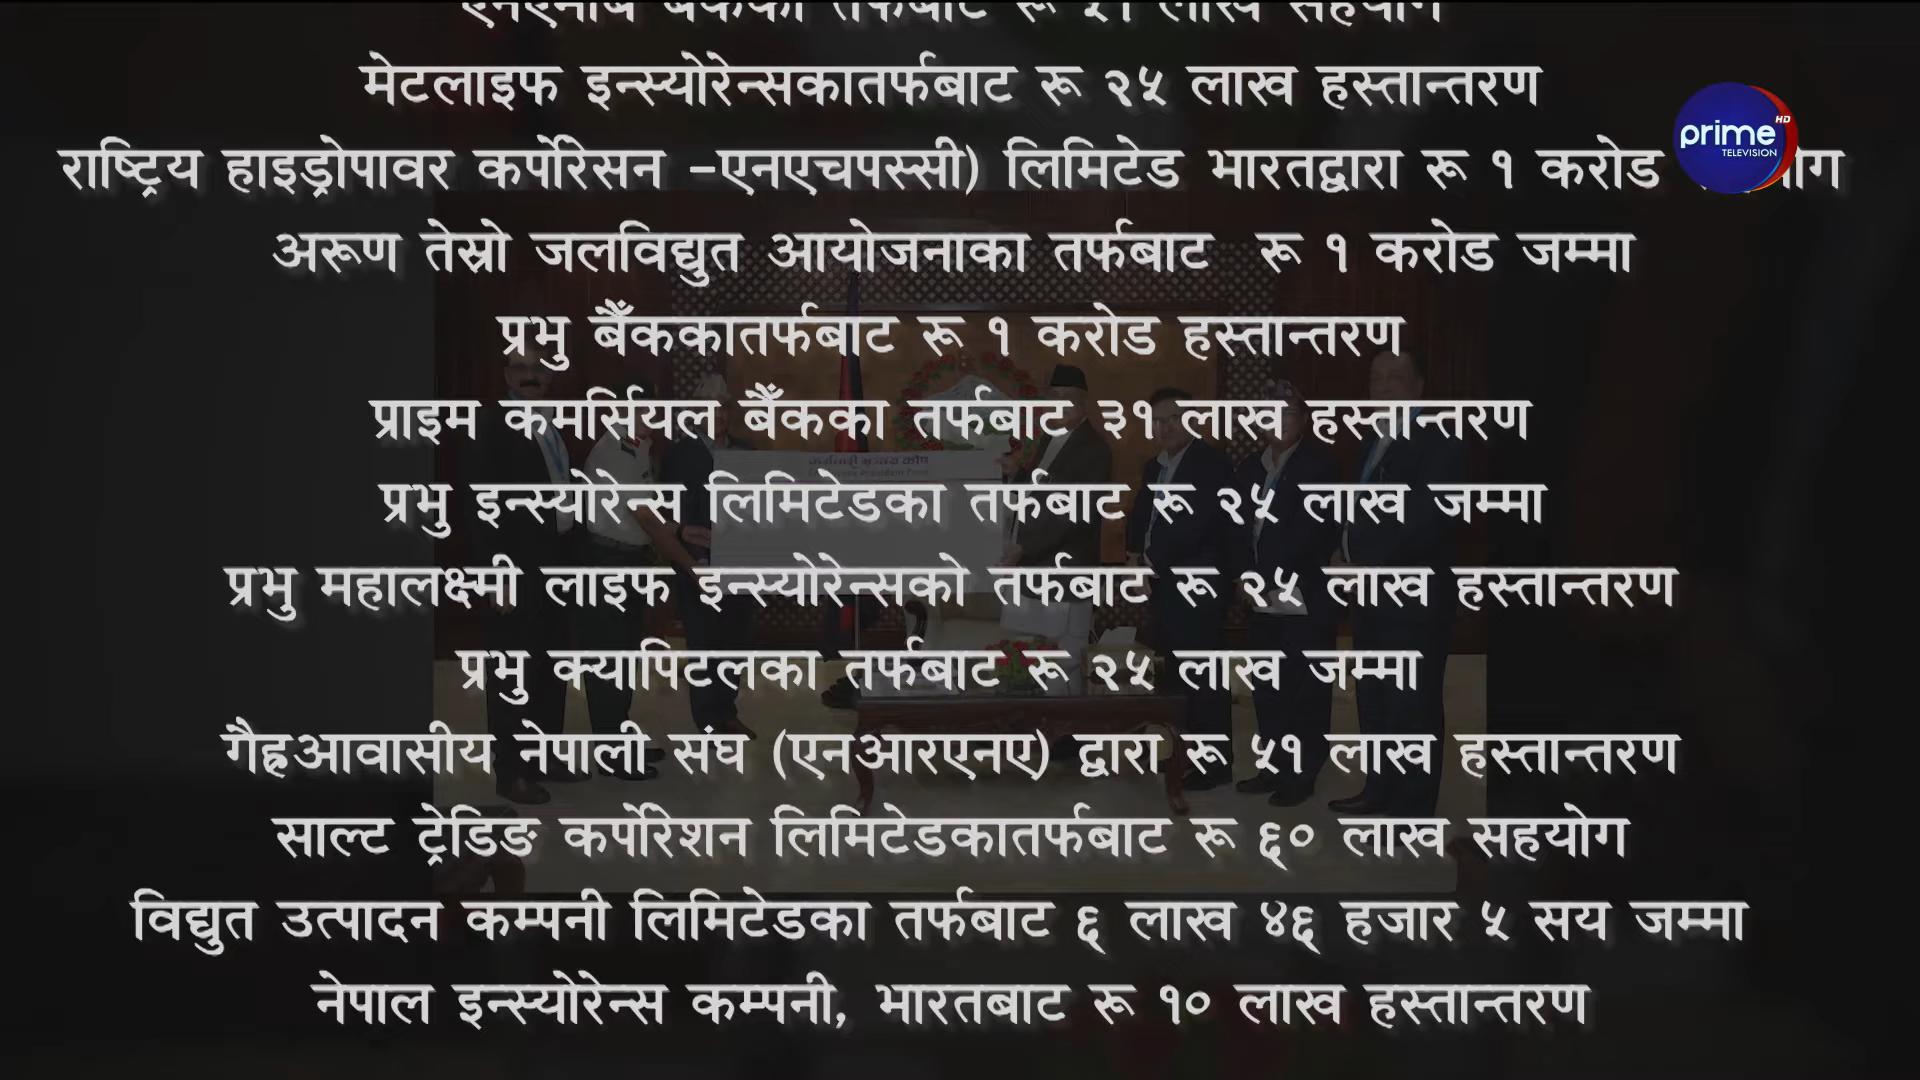 मेटलाइफ इन्स्योरेन्सकातर्फबाट रू २५ लाख हस्तान्तरण
राष्ट्रिय हाइड्रोपावर कर्पोरेसन –एनएचपस्सी) लिमिटेड भारतद्वारा रू १ करोड
prime HD
TELEVISION
अरूण तेस्रो जलविद्युत आयोजनाका तर्फबाट रू १ करोड जम्मा
प्रभु बैँककातर्फबाट रू १ करोड हस्तान्तरण
प्राइम कमर्सियल बैँकका तर्फबाट ३१ लाख हस्तान्तरण
प्रभु इन्स्योरेन्स लिमिटेडका तर्फबाट रू २५ लाख जम्मा
प्रभु महालक्ष्मी लाइफ इन्स्योरेन्सको तर्फबाट रू २५ लाख हस्तान्तरण
प्रभु क्यापिटलका तर्फबाट रू २५ लाख जम्मा
गैह्रआवासीय नेपाली संघ (एनआरएनए) द्वारा रू ५१ लाख हस्तान्तरण
साल्ट ट्रेडिङ कर्पोरेशन लिमिटेडकातर्फबाट रू ६० लाख सहयोग
विद्युत उत्पादन कम्पनी लिमिटेडका तर्फबाट ६ लाख ४६ हजार ५ सय जम्मा
नेपाल इन्स्योरेन्स कम्पनी, भारतबाट रू १० लाख हस्तान्तरण